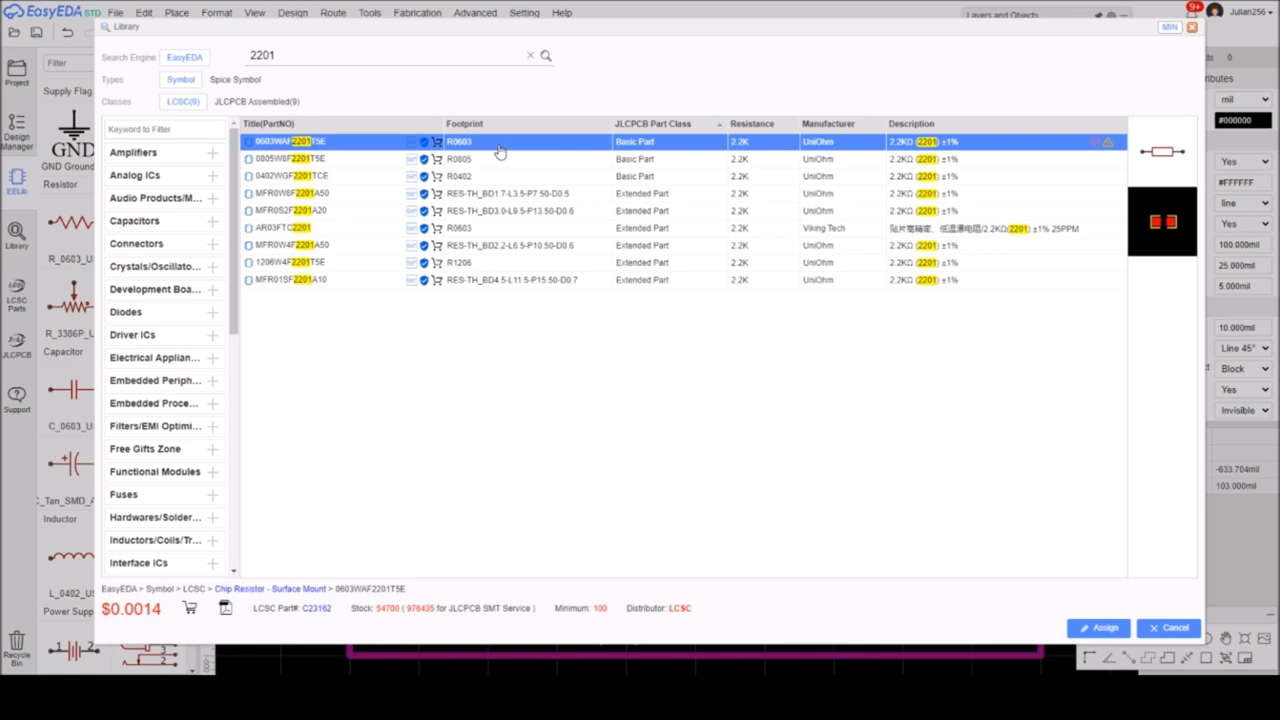 EasyEDA STD File Edit Place Format View Design Route Tools Fabrication Advanced Setting Help
Layers and Objects
9+
Julian256
Library
MIN
Filter
Search Engine EasyEDA 2201
Types Symbol Spice Symbol
Classes LCSC(9) JLCPCB Assembled(9)
Project
Design Manager
EELib
Library
LCSC Parts
JLCPCB
Support
Recycle Bin
Supply Flag
GND
GND Ground
Resistor
R_0603_U
R_3386P_U
Capacitor
C_0603_U
C_Tan_SMD_A
Inductor
L_0402_U
Power Supp
Keyword to Filter
Amplifiers
Analog ICs
Audio Products/M...
Capacitors
Connectors
Crystals/Oscillato...
Development Boa...
Diodes
Driver ICs
Electrical Applian...
Embedded Periph...
Embedded Proce...
Filters/EMI Optimi...
Free Gifts Zone
Functional Modules
Fuses
Hardwares/Solder...
Inductors/Coils/Tr...
Interface ICs
Title(PartNO) Footprint JLCPCB Part Class Resistance Manufacturer Description
0603WAF2201T5E R0603 Basic Part 2.2K UniOhm 2.2KΩ (2201) ±1%
0805W8F2201T5E R0805 Basic Part 2.2K UniOhm 2.2KΩ (2201) ±1%
0402WGF2201TCE R0402 Basic Part 2.2K UniOhm 2.2KΩ (2201) ±1%
MFR0W8F2201A50 RES-TH_BD1.7-L3.5-P7.50-D0.5 Extended Part 2.2K UniOhm 2.2KΩ (2201) ±1%
MFR0S2F2201A20 RES-TH_BD3.0-L9.5-P13.50-D0.6 Extended Part 2.2K UniOhm 2.2KΩ (2201) ±1%
AR03FTC2201 R0603 Extended Part 2.2K Viking Tech 贴片高精密、低温漂电阻/2.2KΩ(2201) ±1% 25PPM
MFR0W4F2201A50 RES-TH_BD2.2-L6.5-P10.50-D0.6 Extended Part 2.2K UniOhm 2.2KΩ (2201) ±1%
1206W4F2201T5E R1206 Extended Part 2.2K UniOhm 2.2KΩ (2201) ±1%
MFR01SF2201A10 RES-TH_BD4.5-L11.5-P15.50-D0.7 Extended Part 2.2K UniOhm 2.2KΩ (2201) ±1%
EasyEDA > Symbol > LCSC > Chip Resistor - Surface Mount > 0603WAF2201T5E
$0.0014 LCSC Part#: C23162 Stock: 54700 ( 976435 for JLCPCB SMT Service ) Minimum: 100 Distributor: LCSC
Assign
Cancel
0
ributes
mil
#000000
Yes
#FFFFFF
line
Yes
100.000mil
25.000mil
5.000mil
10.000mil
Line 45°
Block
Yes
Invisible
-633.704mil
103.000mil